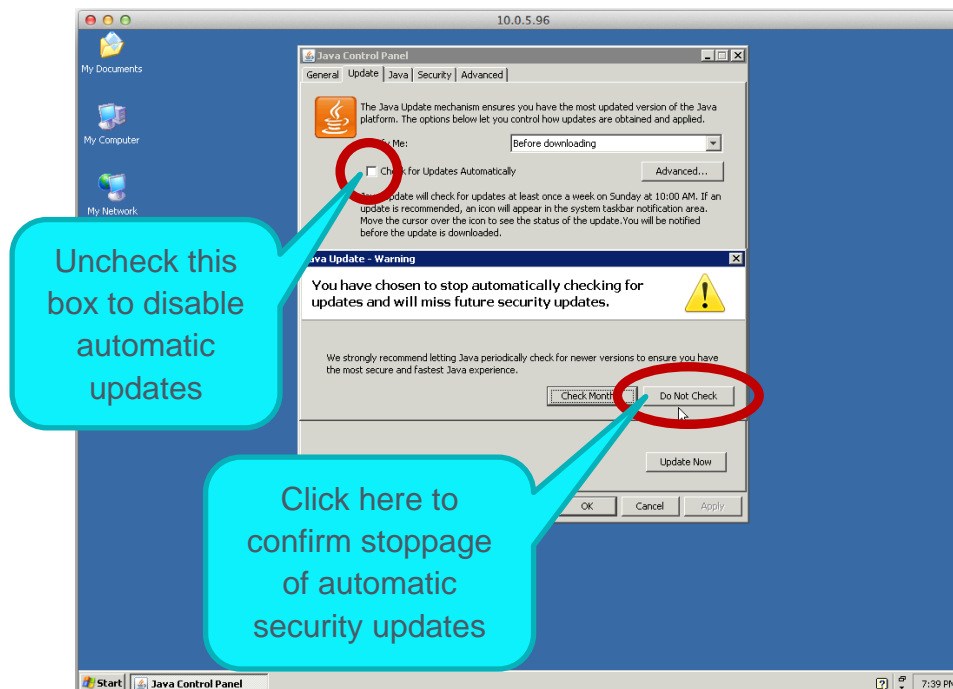 10.0.5.96
My Documents
My Computer
My Network
Java Control Panel
General Update Java Security Advanced
The Java Update mechanism ensures you have the most updated version of the Java
platform. The options below let you control how updates are obtained and applied.
Me:
Before downloading
Check for Updates Automatically
Advanced...
Update will check for updates at least once a week on Sunday at 10:00 AM. If an
update is recommended, an icon will appear in the system taskbar notification area.
Move the cursor over the icon to see the status of the update.You will be notified
before the update is downloaded.
Uncheck this
box to disable
automatic
updates
Java Update - Warning
You have chosen to stop automatically checking for
updates and will miss future security updates.
We strongly recommend letting Java periodically check for newer versions to ensure you have
the most secure and fastest Java experience.
Check Month
Do Not Check
Update Now
OK
Cancel
Apply
Click here to
confirm stoppage
of automatic
security updates
Start
Java Control Panel
7:39 PM